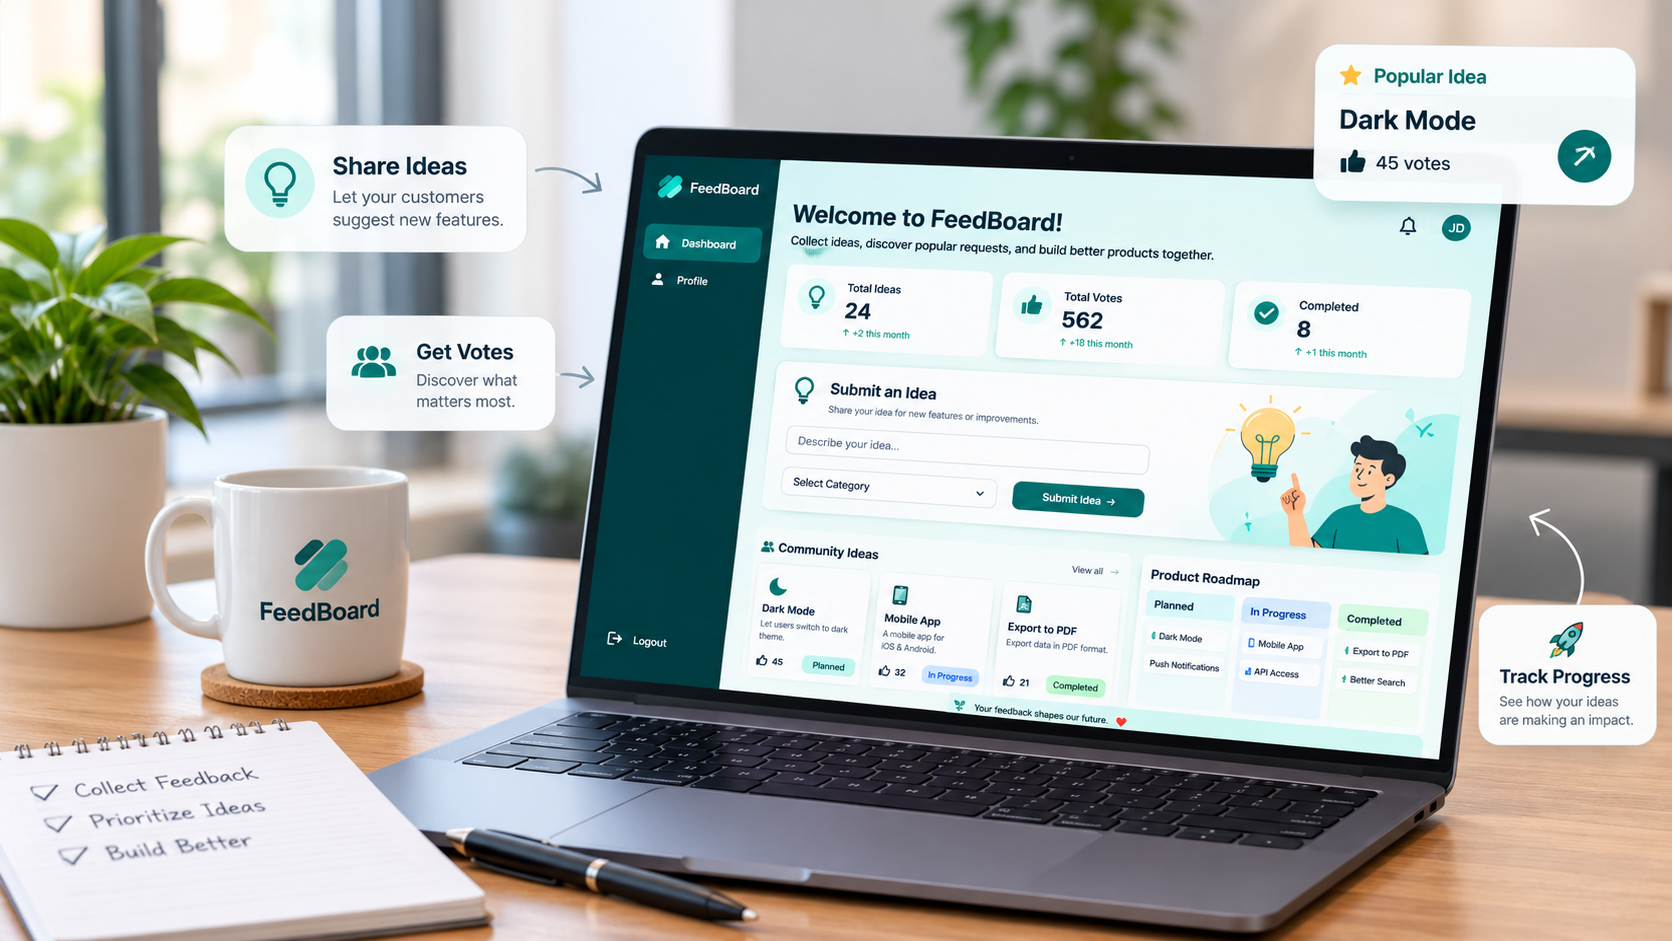 Share Ideas
Let your customers
suggest new features.
Get Votes
Discover what
matters most.
Popular Idea
Dark Mode
45 votes
FeedBoard
Dashboard
Profile
Logout
Welcome to FeedBoard!
Collect ideas, discover popular requests, and build better products together.
JD
Total Ideas
24
↑ +2 this month
Total Votes
562
↑ +18 this month
Completed
8
↑ +1 this month
Submit an Idea
Share your idea for new features or improvements.
Describe your idea...
Select Category
Submit Idea →
Community Ideas
View all →
Dark Mode
Let users switch to dark
theme.
45
Planned
Mobile App
A mobile app for
iOS & Android.
32
In Progress
Export to PDF
Export data in PDF format.
21
Completed
Product Roadmap
Planned
Dark Mode
Push Notifications
In Progress
Mobile App
API Access
Completed
Export to PDF
Better Search
Your feedback shapes our future.
Track Progress
See how your ideas
are making an impact.
FeedBoard
Collect Feedback
Prioritize Ideas
Build Better